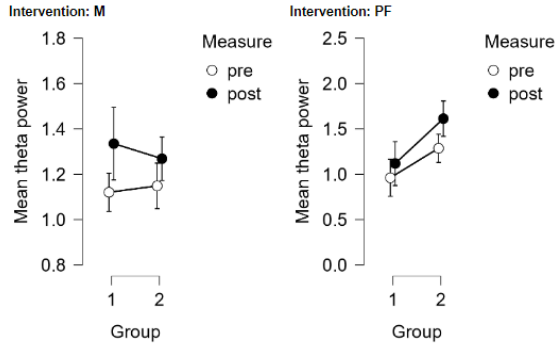 Intervention: M
Measure
pre
post
Mean theta power
1.8
1.6
1.4
1.2
1.0
0.8
1
2
Group
Intervention: PF
Measure
pre
post
Mean theta power
2.5
2.0
1.5
1.0
0.5
0.0
1
2
Group